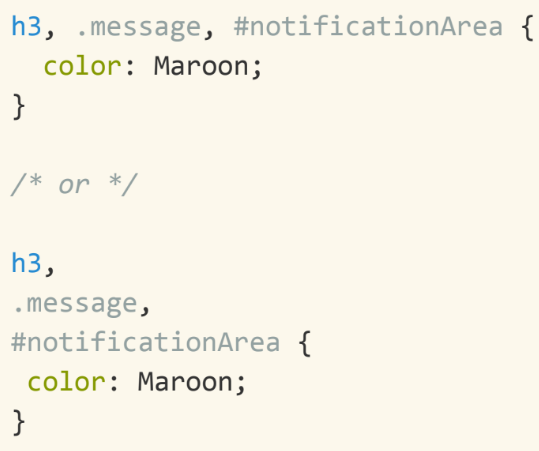 h3, .message, #notificationArea {
  color: Maroon;
}
/* or */
h3,
.message,
#notificationArea {
 color: Maroon;
}